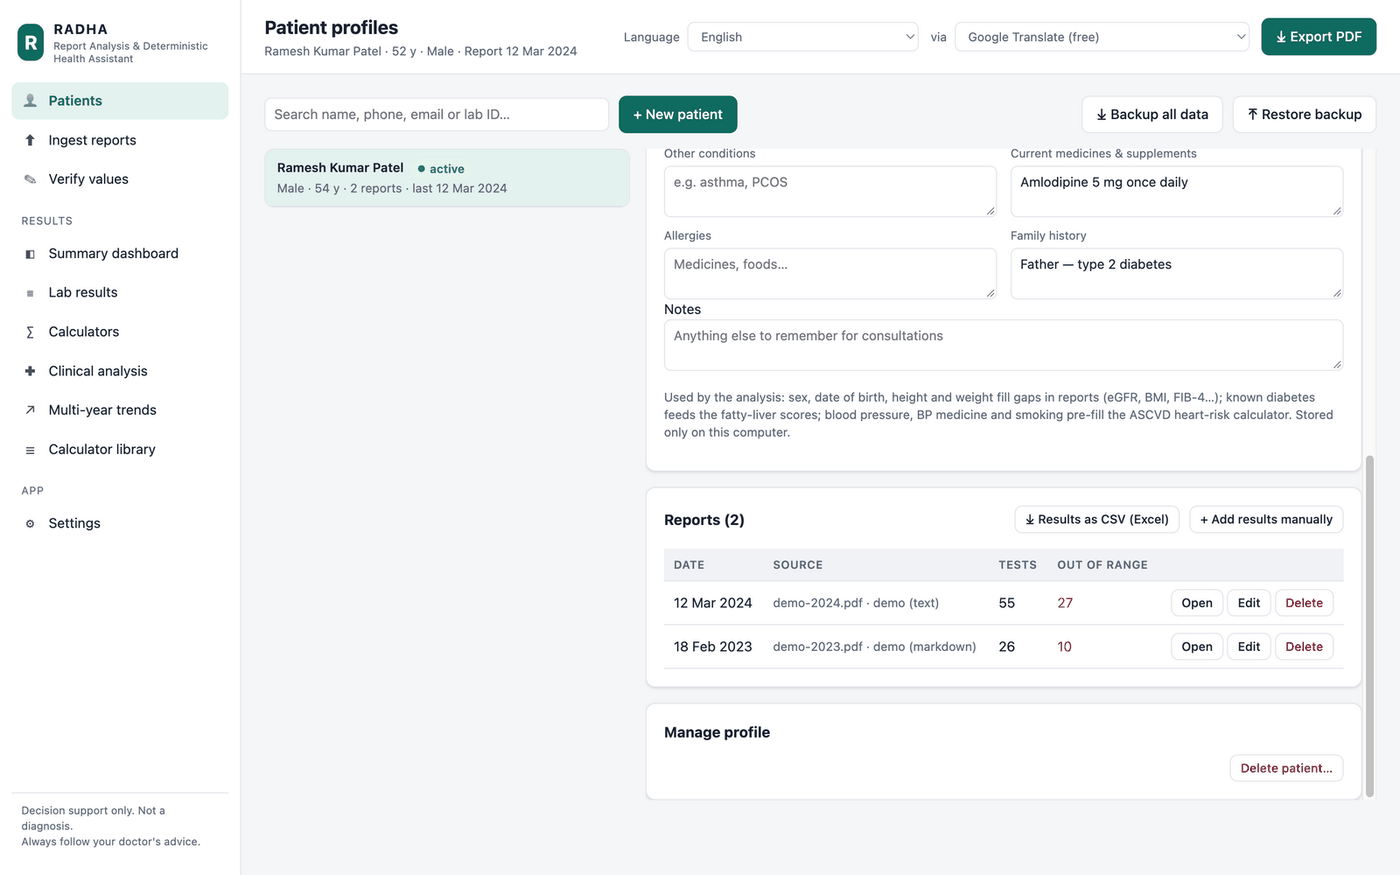 R
RADHA
Report Analysis & Deterministic
Health Assistant
Patients
Ingest reports
Verify values
RESULTS
Summary dashboard
Lab results
Calculators
Clinical analysis
Multi-year trends
Calculator library
APP
Settings
Decision support only. Not a
diagnosis.
Always follow your doctor's advice.
Patient profiles
Ramesh Kumar Patel · 52 y · Male · Report 12 Mar 2024
Language English via Google Translate (free) Export PDF
Search name, phone, email or lab ID... + New patient Backup all data Restore backup
Ramesh Kumar Patel active
Male · 54 y · 2 reports · last 12 Mar 2024
Other conditions Current medicines & supplements
e.g. asthma, PCOS Amlodipine 5 mg once daily
Allergies Family history
Medicines, foods... Father — type 2 diabetes
Notes
Anything else to remember for consultations
Used by the analysis: sex, date of birth, height and weight fill gaps in reports (eGFR, BMI, FIB-4...); known diabetes
feeds the fatty-liver scores; blood pressure, BP medicine and smoking pre-fill the ASCVD heart-risk calculator. Stored
only on this computer.
Reports (2) Results as CSV (Excel) + Add results manually
DATE SOURCE TESTS OUT OF RANGE
12 Mar 2024 demo-2024.pdf · demo (text) 55 27 Open Edit Delete
18 Feb 2023 demo-2023.pdf · demo (markdown) 26 10 Open Edit Delete
Manage profile
Delete patient...